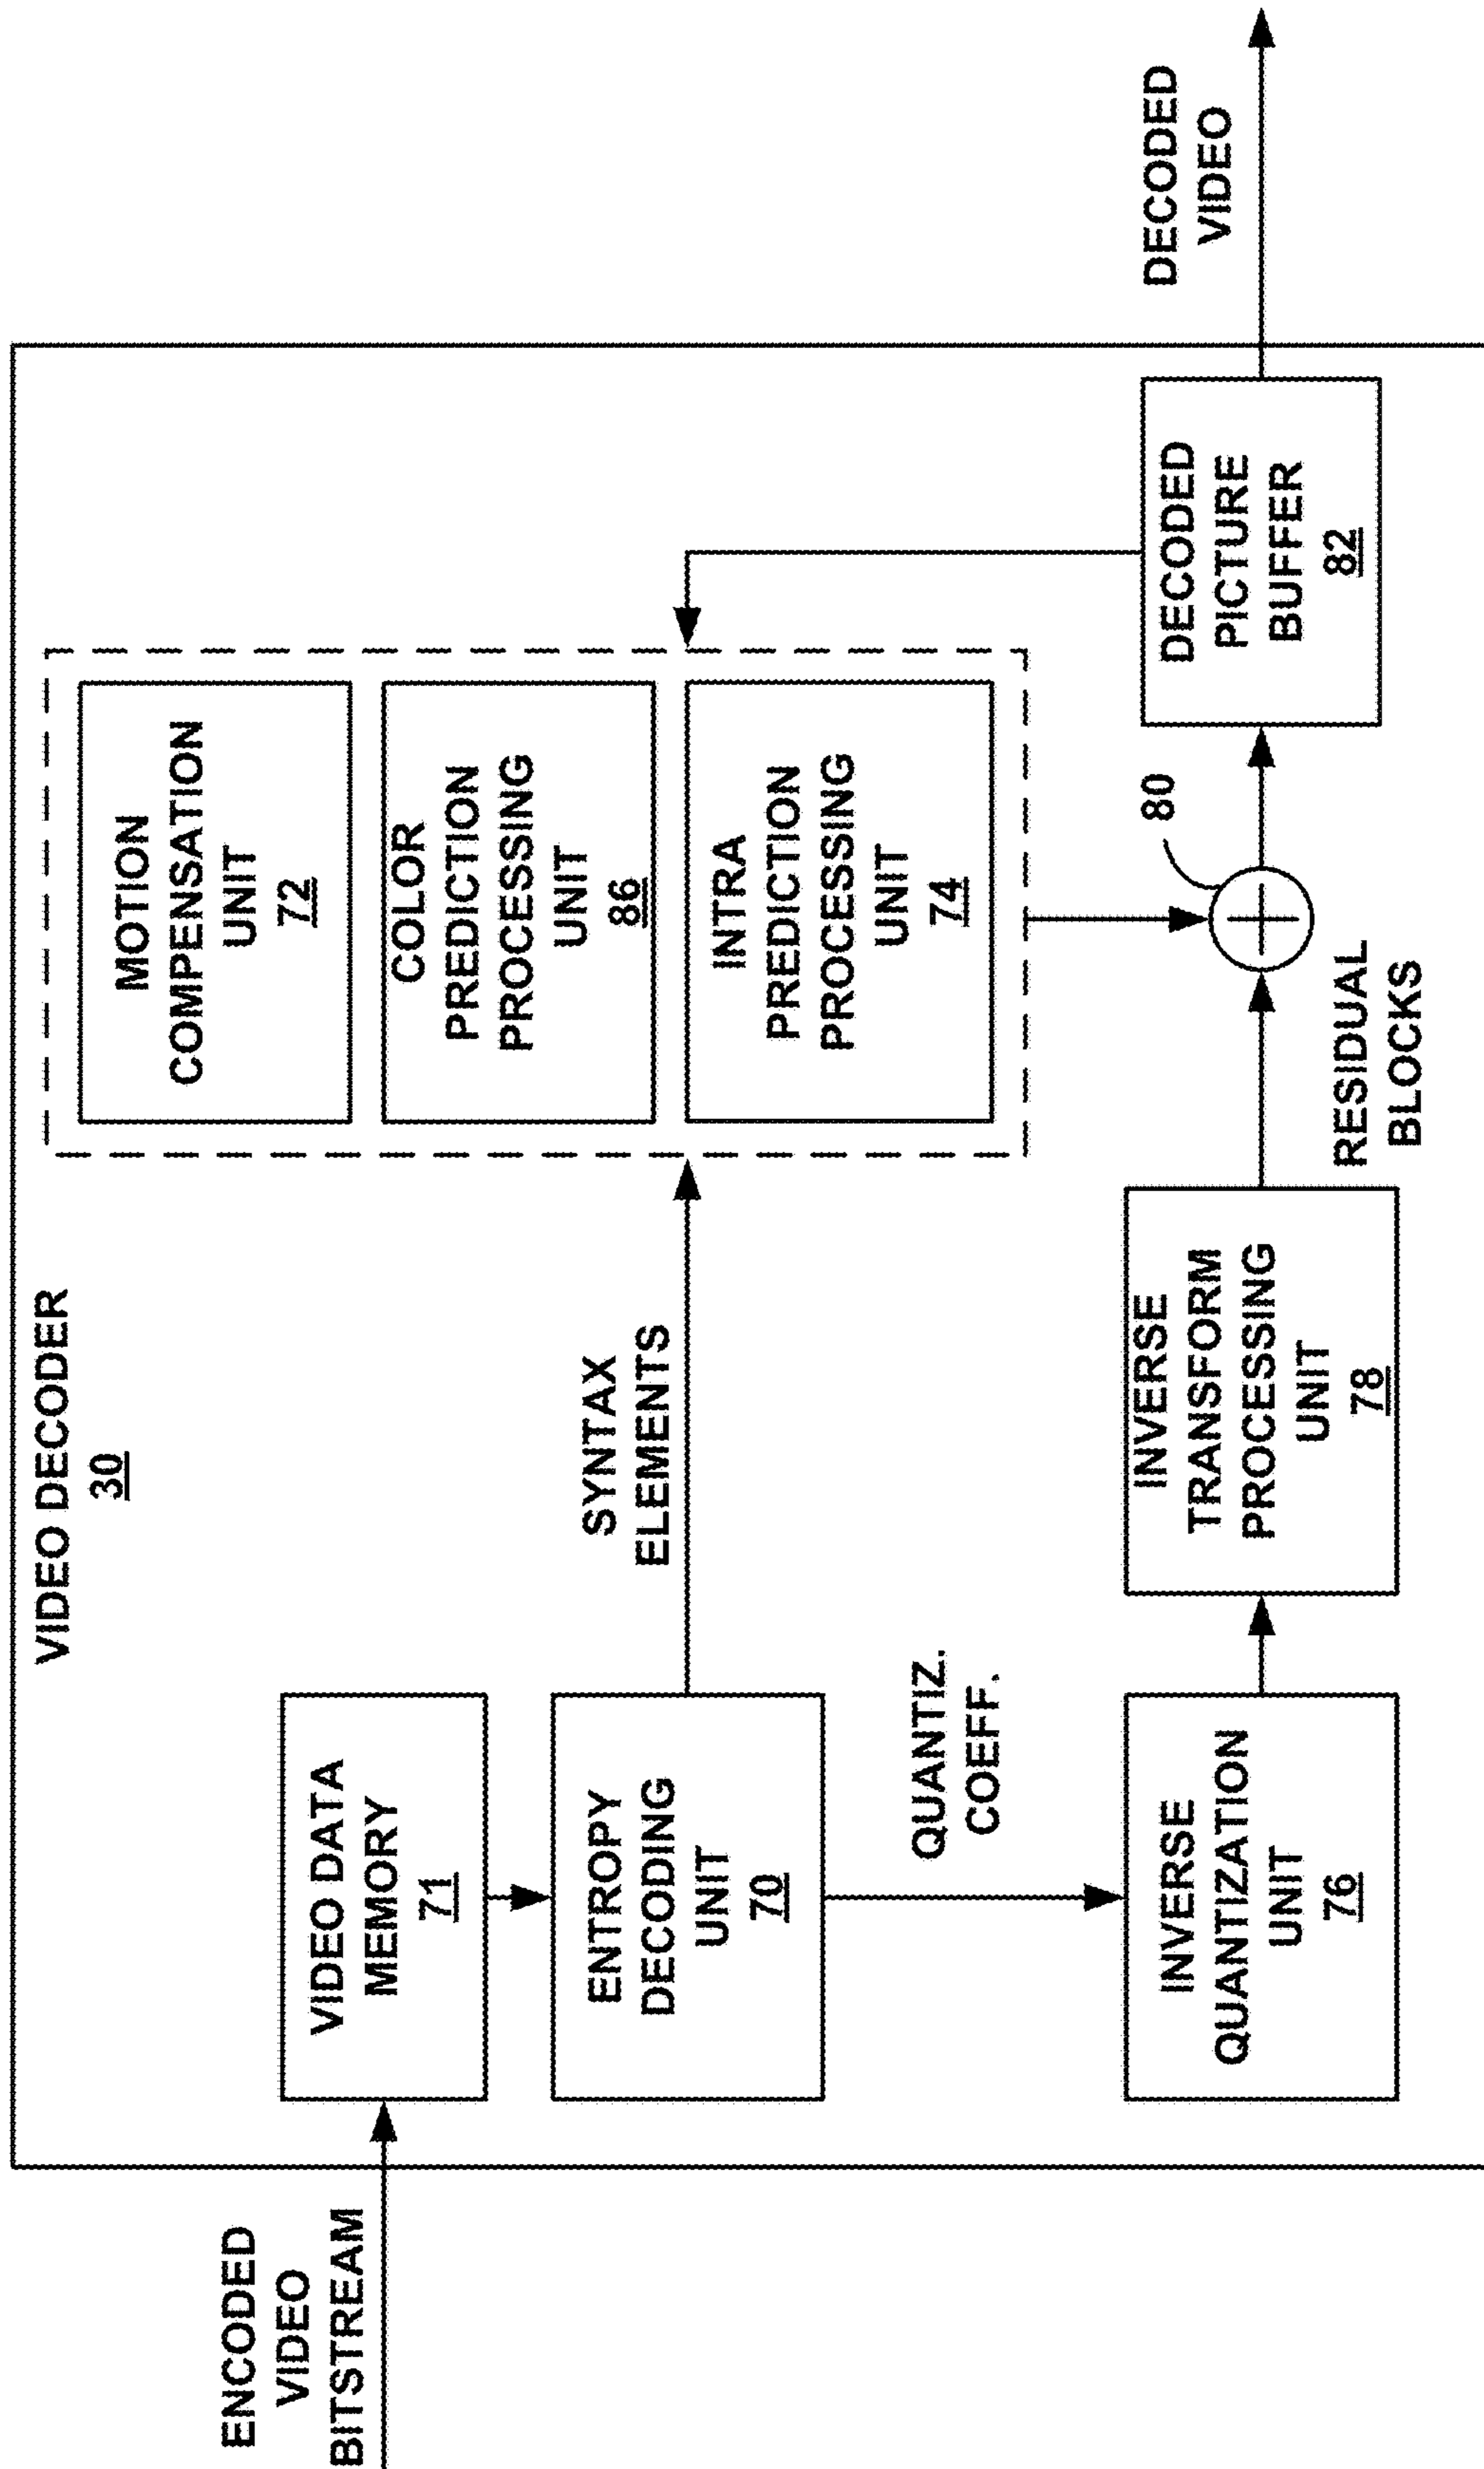 VIDEO DECODER
30
ENCODED
VIDEO
BITSTREAM
VIDEO DATA
MEMORY
71
ENTROPY
DECODING
UNIT
70
SYNTAX
ELEMENTS
MOTION
COMPENSATION
UNIT
72
COLOR
PREDICTION
PROCESSING
UNIT
86
INTRA
PREDICTION
PROCESSING
UNIT
74
QUANTIZ.
COEFF.
INVERSE
QUANTIZATION
UNIT
76
INVERSE
TRANSFORM
PROCESSING
UNIT
78
RESIDUAL
BLOCKS
80
DECODED
PICTURE
BUFFER
82
DECODED
VIDEO